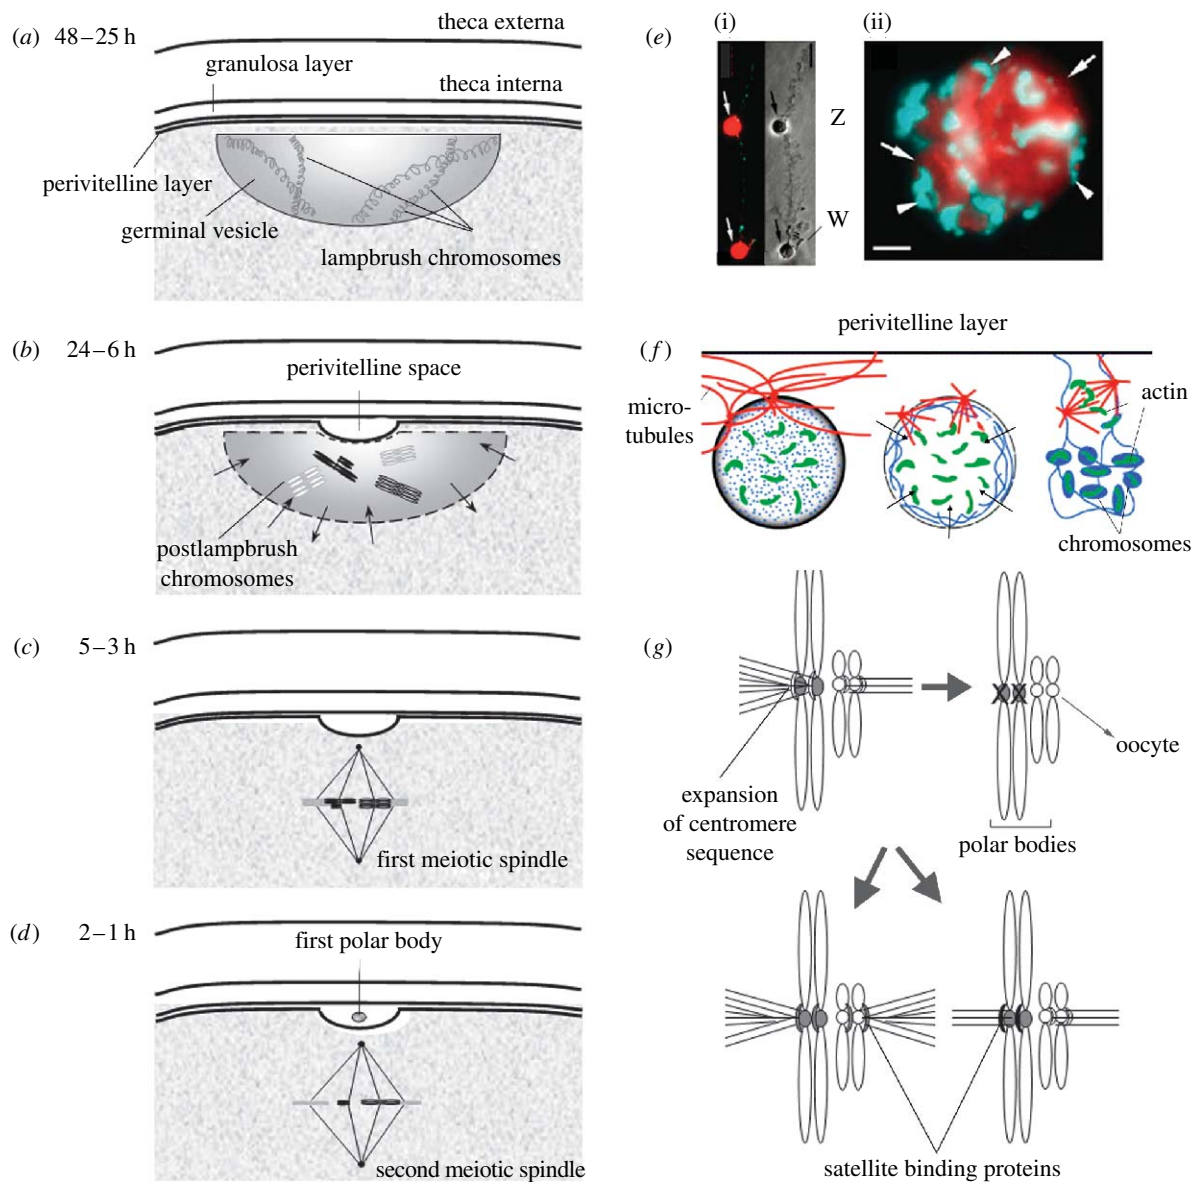 (a) 48–25 h
theca externa
granulosa layer
theca interna
perivitelline layer
germinal vesicle
lampbrush chromosomes
(b) 24–6 h
perivitelline space
postlampbrush
chromosomes
(c) 5–3 h
first meiotic spindle
(d) 2–1 h
first polar body
second meiotic spindle
(e) (i) (ii)
Z
W
perivitelline layer
(f)
micro-
tubules
actin
chromosomes
(g)
oocyte
expansion
of centromere
sequence
polar bodies
satellite binding proteins